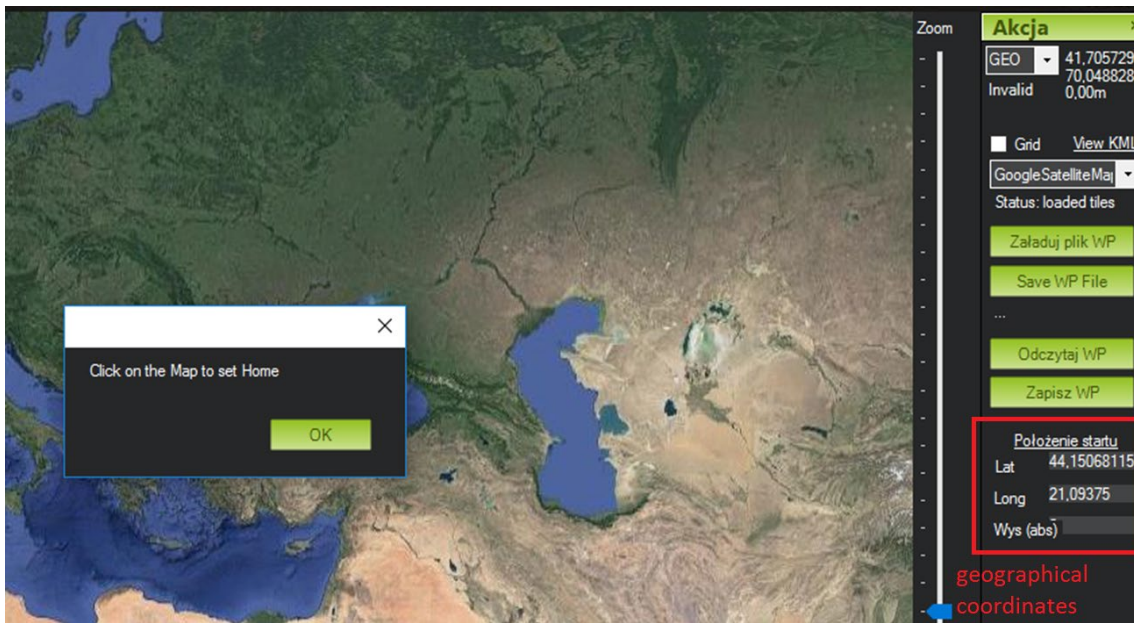 Zoom
Akcja
GEO
41,705729
70,048828
Invalid
0,00m
Grid
View KML
GoogleSatelliteMap
Status: loaded tiles
Załaduj plik WP
Save WP File
...
Odczytaj WP
Zapisz WP
Położenie startu
Lat 44,15068115
Long 21,09375
Wys (abs)
geographical
coordinates
Click on the Map to set Home
OK